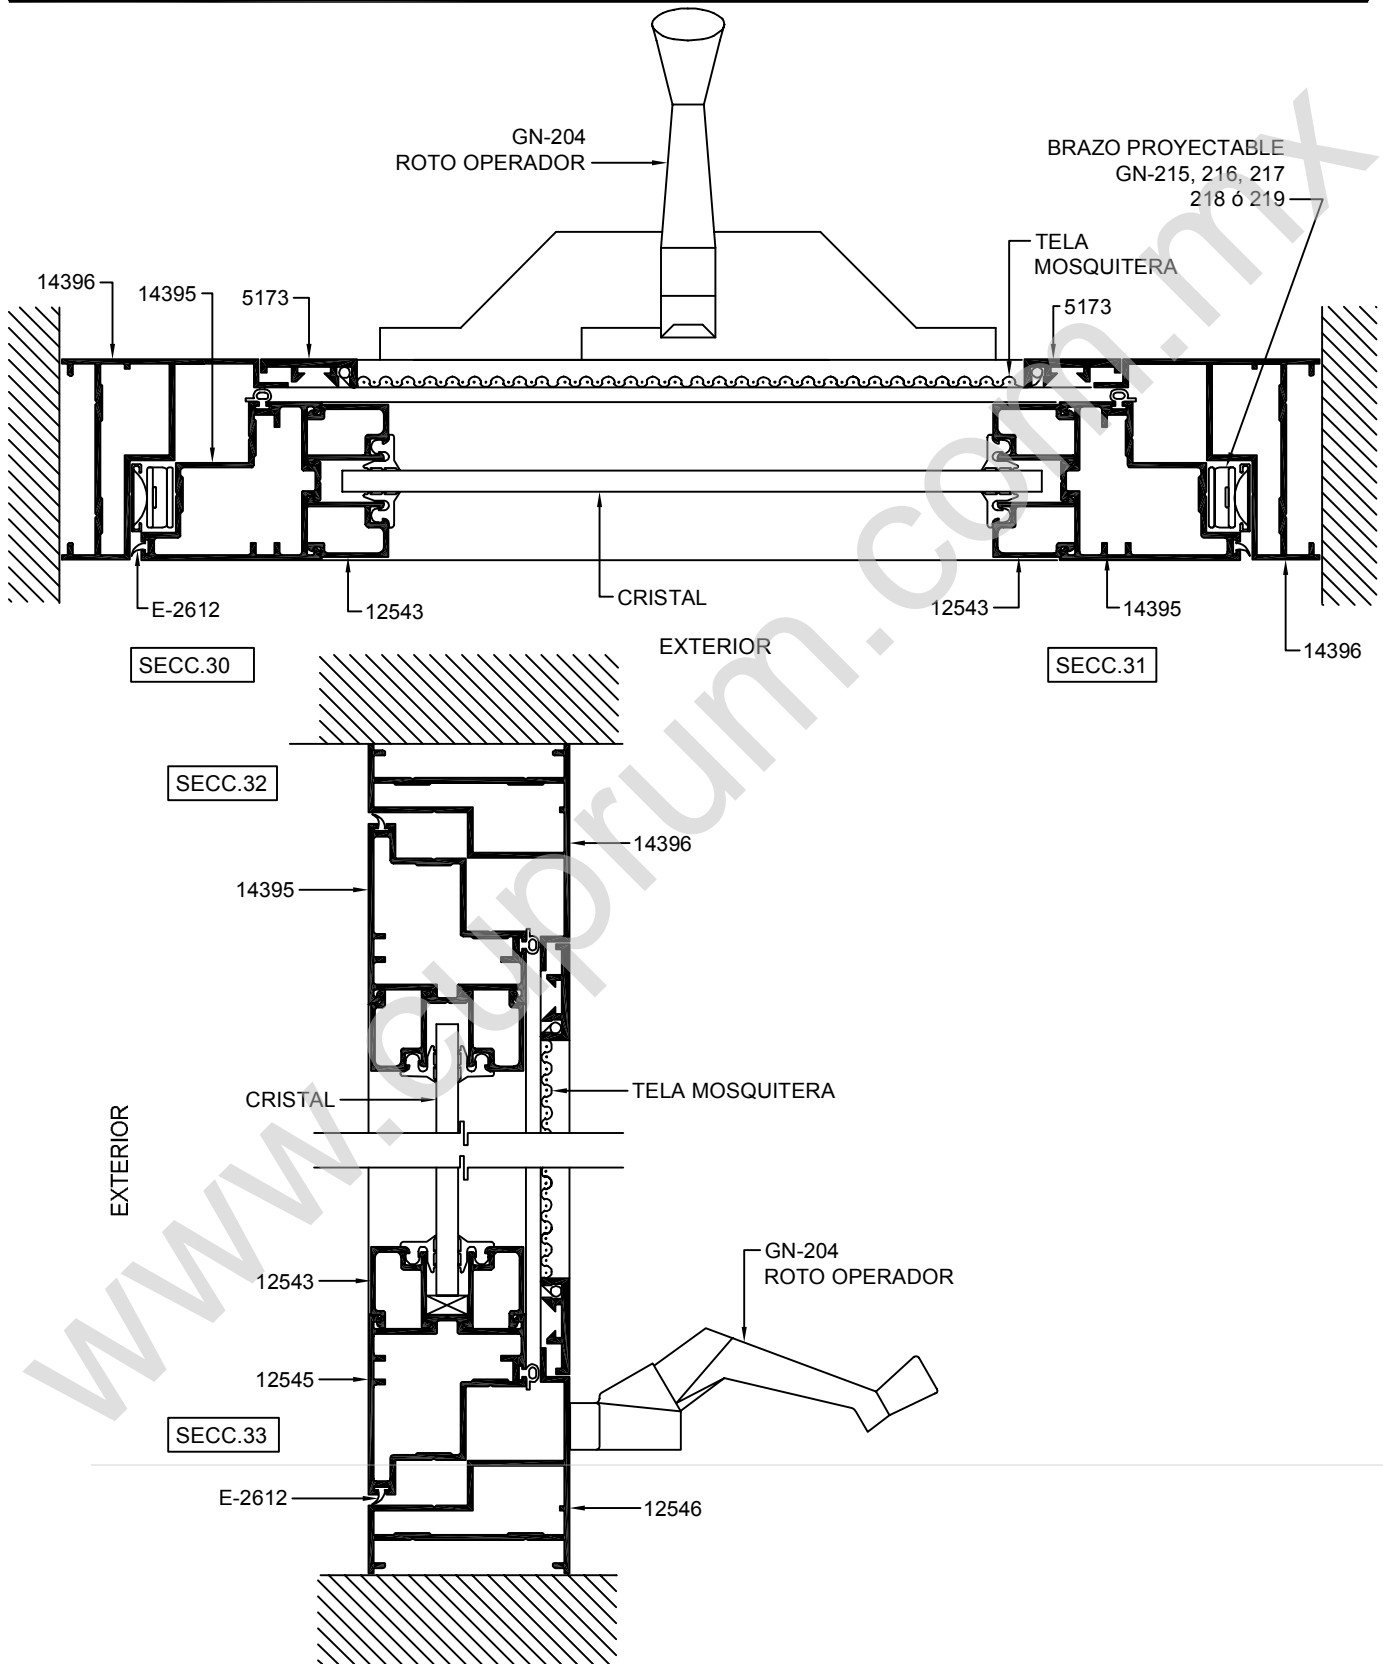 GN-204
ROTO OPERADOR
BRAZO PROYECTABLE
GN-215, 216, 217
218 ó 219
TELA
MOSQUITERA
14396
14395
5173
5173
E-2612
12543
CRISTAL
12543
14395
14396
EXTERIOR
SECC.30
SECC.31
SECC.32
14396
14395
CRISTAL
TELA MOSQUITERA
EXTERIOR
12543
GN-204
ROTO OPERADOR
12545
SECC.33
E-2612
12546
www.cuprum.com.mx